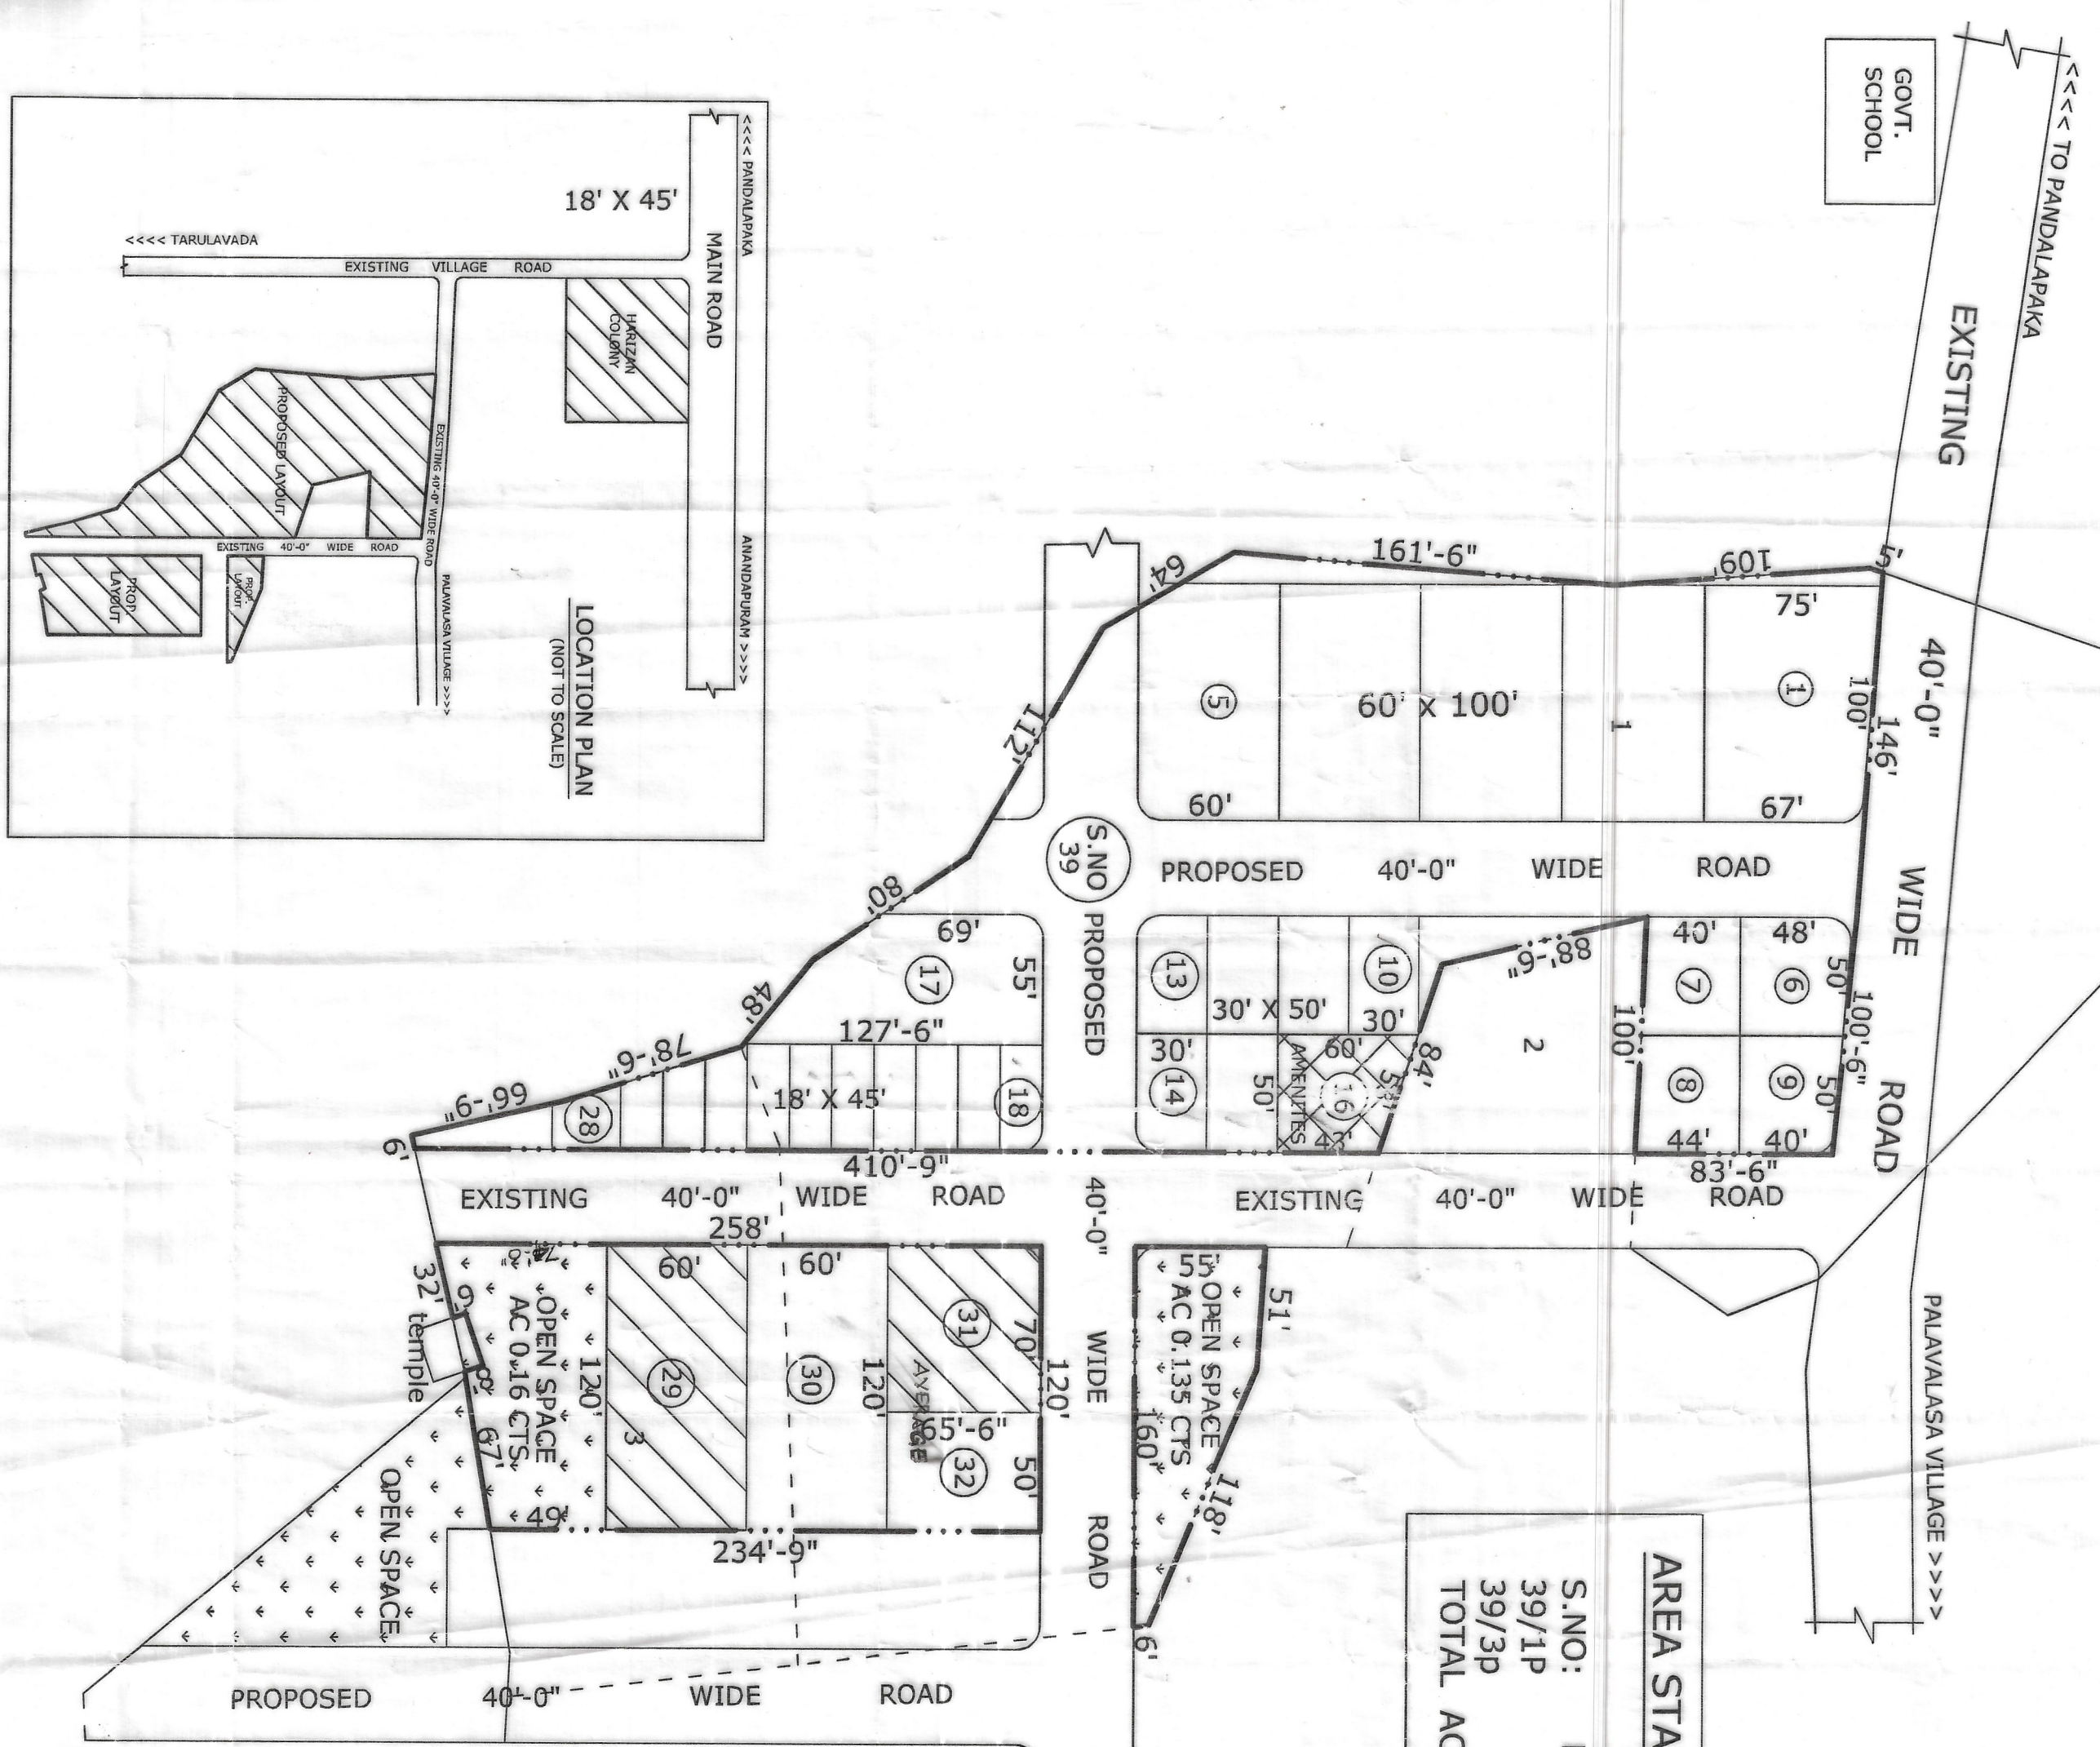 GOVT.
SCHOOL
<<<< TO PANDALAPAKA
EXISTING 40'-0" WIDE ROAD
PALAVALASA VILLAGE >>>>
<<<< PANDALAPAKA
MAIN ROAD
ANANDAPURAM >>>>
18' X 45'
<<<< TARULAVADA
EXISTING VILLAGE ROAD
HARIZAN
COLONY
PROPOSED LAYOUT
EXISTING 40'-0" WIDE ROAD
EXISTING 40'-0" WIDE ROAD
PALAVALASA VILLAGE >>>>
PROP
LAYOUT
PROP.
LAYOUT
LOCATION PLAN
(NOT TO SCALE)
64'
161'-6"
109'
5'
75'
1
100'
146'
5
60' X 100'
1
60'
67'
112'
S.NO
39
PROPOSED 40'-0" WIDE ROAD
PROPOSED 40'-0" WIDE ROAD
80'
69'
17
55'
127'-6"
48'
78'-6"
66'-9"
6'
28
18' X 45'
18
410'-9"
13
10
30' X 50'
30'
30'
14
50'
AMENITIES
60'
16
43'
84'
88'-6"
2
100'
40'
48'
7
6
50'
100'-6"
8
9
50'
44'
40'
83'-6"
EXISTING 40'-0" WIDE ROAD
EXISTING 40'-0" WIDE ROAD
258'
60'
60'
32'
6'
temple
8'
67'
OPEN SPACE
AC 0.16 CTS
120'
29
3
30
120'
31
70'
120'
AVERAGE
65'-6"
32
50'
49'
234'-9"
55'
OPEN SPACE
AC 0.135 CTS
51'
160'
118'
6'
OPEN SPACE
PROPOSED 40'-0" WIDE ROAD
AREA STA
S.NO:
39/1P
39/3p
TOTAL AC